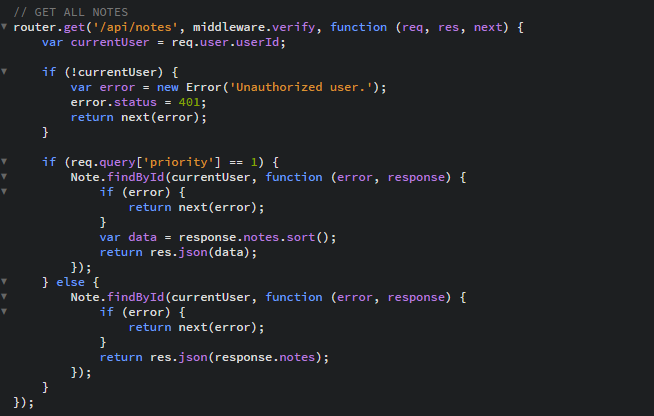 // GET ALL NOTES
router.get('/api/notes', middleware.verify, function (req, res, next) {
    var currentUser = req.user.userId;

    if (!currentUser) {
        var error = new Error('Unauthorized user.');
        error.status = 401;
        return next(error);
    }

    if (req.query['priority'] == 1) {
        Note.findById(currentUser, function (error, response) {
            if (error) {
                return next(error);
            }
            var data = response.notes.sort();
            return res.json(data);
        });
    } else {
        Note.findById(currentUser, function (error, response) {
            if (error) {
                return next(error);
            }
            return res.json(response.notes);
        });
    }
});